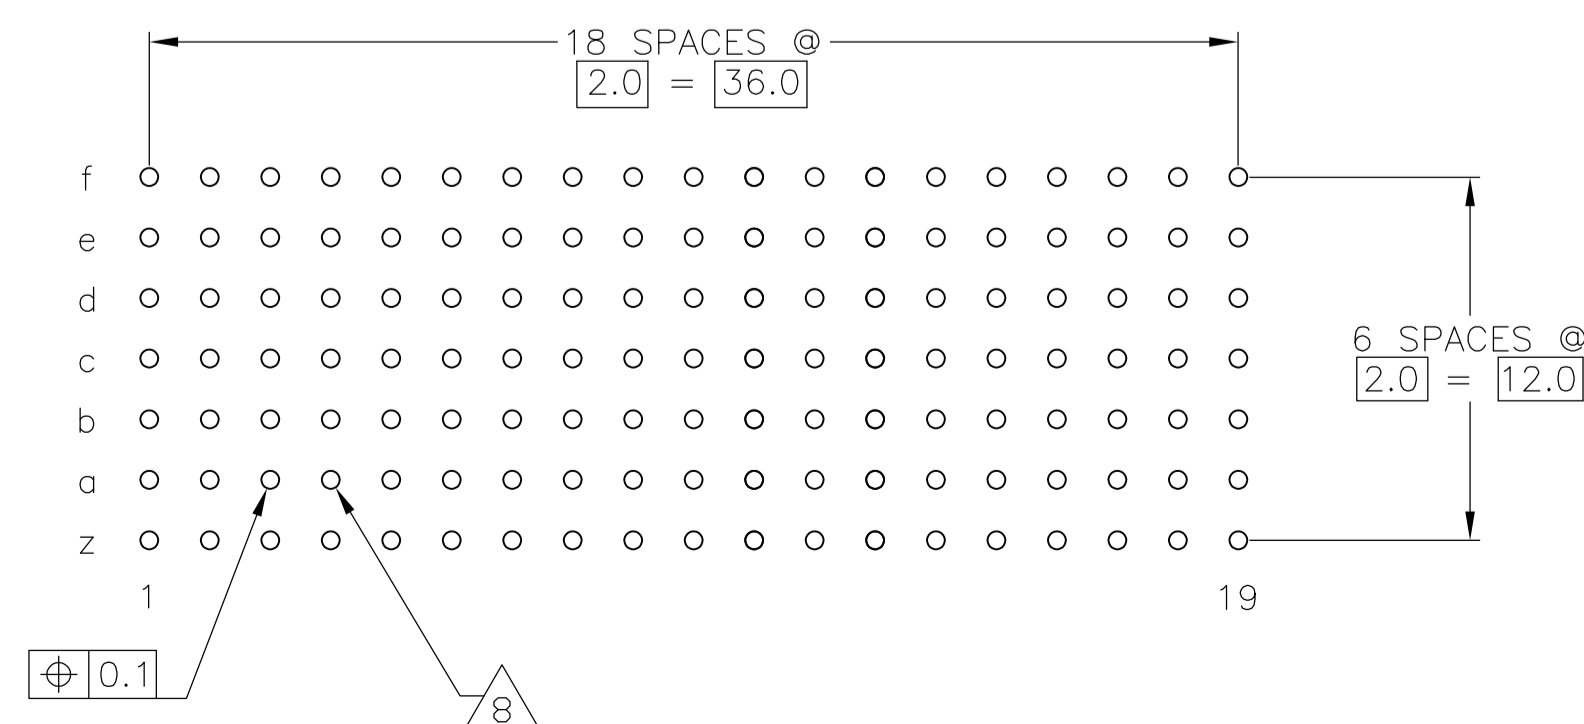 18 SPACES @
2.0 = 36.0
f
e
d
c
6 SPACES @
2.0 = 12.0
b
a
z
1
19
⌖ 0.1
8